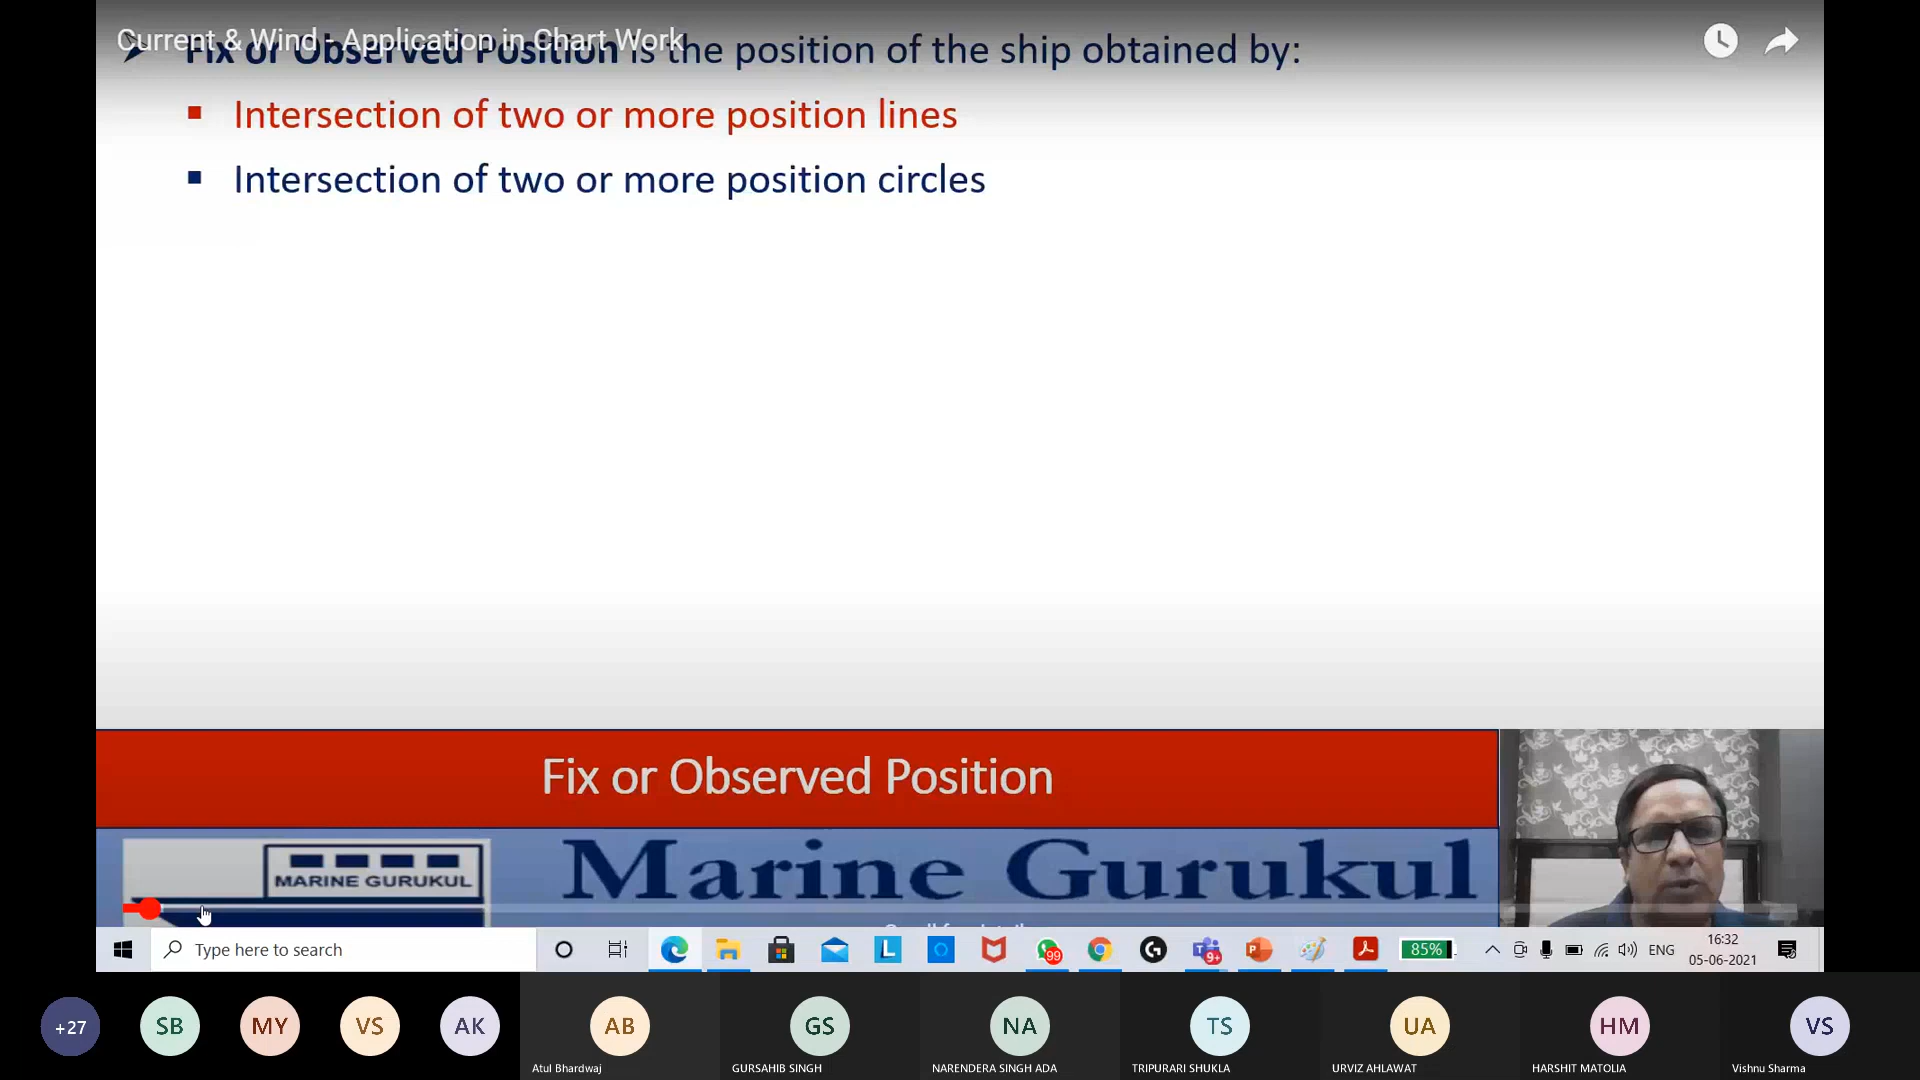 Current & Wind - Application in Chart Work
Fix or Observed Position is the position of the ship obtained by:
Intersection of two or more position lines
Intersection of two or more position circles
Fix or Observed Position
MARINE GURUKUL
Marine Gurukul
Type here to search
L
99
9+
P
85%
ENG
16:32
05-06-2021
+27
SB
MY
VS
AK
AB
GS
NA
TS
UA
HM
VS
Atul Bhardwaj
GURSAHIB SINGH
NARENDERA SINGH ADA
TRIPURARI SHUKLA
URVIZ AHLAWAT
HARSHIT MATOLIA
Vishnu Sharma